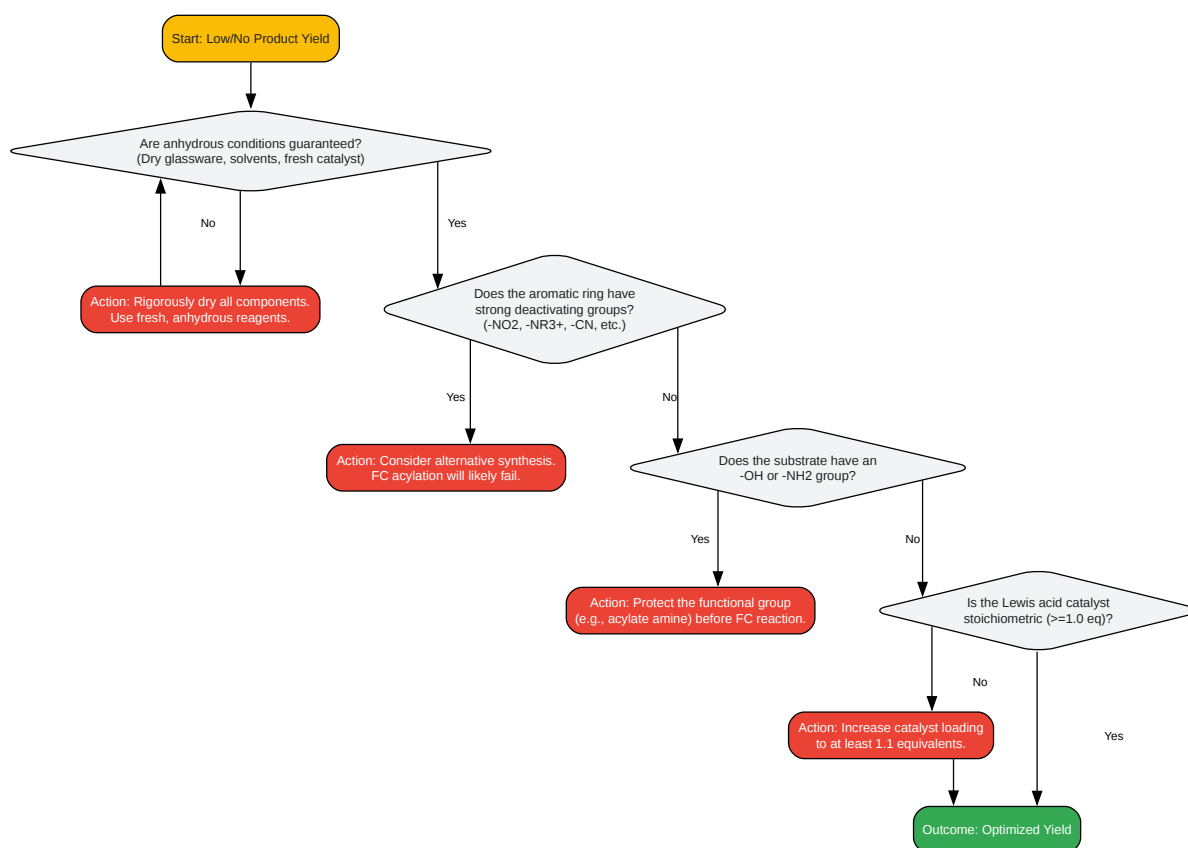 Start: Low/No Product Yield
Are anhydrous conditions guaranteed?
(Dry glassware, solvents, fresh catalyst)
No
Yes
Action: Rigorously dry all components.
Use fresh, anhydrous reagents.
Does the aromatic ring have
strong deactivating groups?
(-NO2, -NR3+, -CN, etc.)
Yes
No
Action: Consider alternative synthesis.
FC acylation will likely fail.
Does the substrate have an
-OH or -NH2 group?
Yes
No
Action: Protect the functional group
(e.g., acylate amine) before FC reaction.
Is the Lewis acid catalyst
stoichiometric (>=1.0 eq)?
No
Yes
Action: Increase catalyst loading
to at least 1.1 equivalents.
Outcome: Optimized Yield